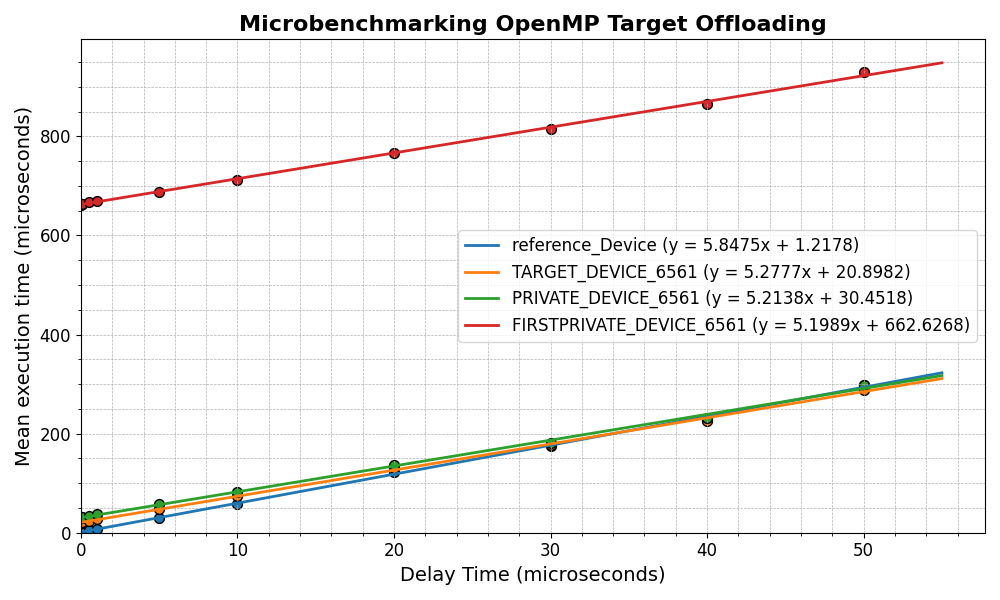 Microbenchmarking OpenMP Target Offloading
Mean execution time (microseconds)
800
600
400
200
0
reference_Device (y = 5.8475x + 1.2178)
TARGET_DEVICE_6561 (y = 5.2777x + 20.8982)
PRIVATE_DEVICE_6561 (y = 5.2138x + 30.4518)
FIRSTPRIVATE_DEVICE_6561 (y = 5.1989x + 662.6268)
0 10 20 30 40 50
Delay Time (microseconds)